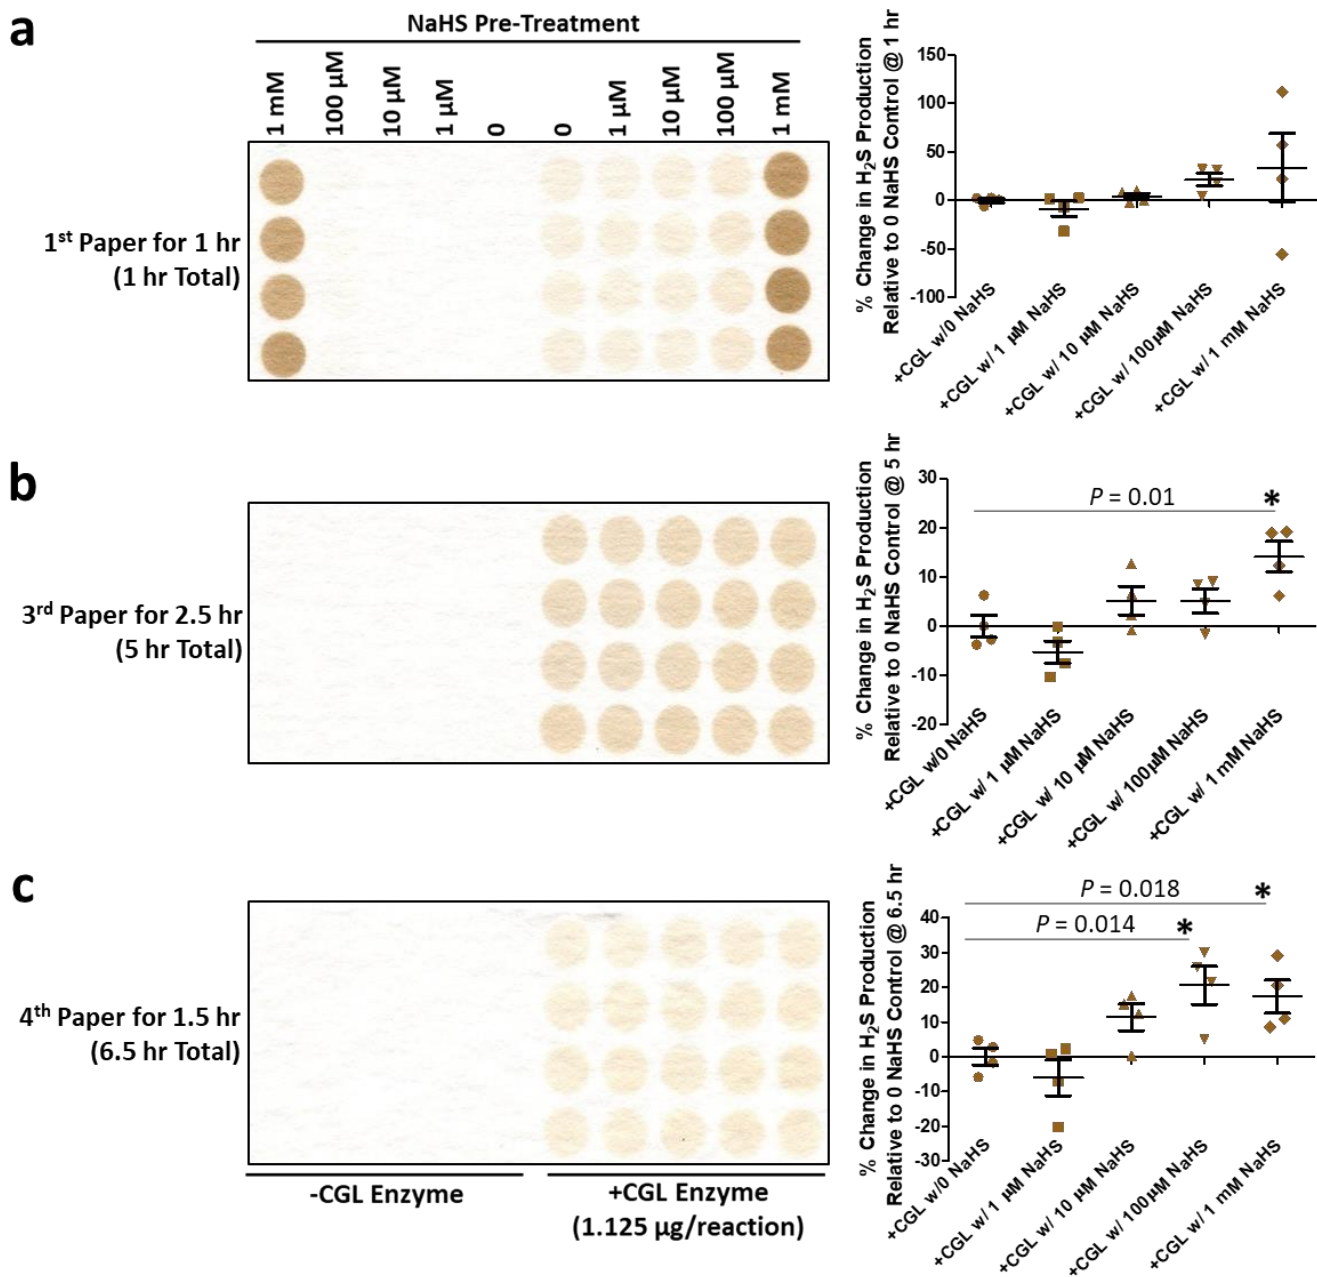 a
NaHS Pre-Treatment
1 mM
100 µM
10 µM
1 µM
0
0
1 µM
10 µM
100 µM
1 mM
1st Paper for 1 hr
(1 hr Total)
% Change in H2S Production
Relative to 0 NaHS Control @ 1 hr
150
100
50
0
-50
-100
+CGL w/0 NaHS
+CGL w/ 1 µM NaHS
+CGL w/ 10 µM NaHS
+CGL w/ 100µM NaHS
+CGL w/ 1 mM NaHS
b
3rd Paper for 2.5 hr
(5 hr Total)
% Change in H2S Production
Relative to 0 NaHS Control @ 5 hr
30
20
10
0
-10
-20
P = 0.01
*
+CGL w/0 NaHS
+CGL w/ 1 µM NaHS
+CGL w/ 10 µM NaHS
+CGL w/ 100µM NaHS
+CGL w/ 1 mM NaHS
c
4th Paper for 1.5 hr
(6.5 hr Total)
-CGL Enzyme
+CGL Enzyme
(1.125 µg/reaction)
% Change in H2S Production
Relative to 0 NaHS Control @ 6.5 hr
40
30
20
10
0
-10
-20
-30
P = 0.018
*
P = 0.014
*
+CGL w/0 NaHS
+CGL w/ 1 µM NaHS
+CGL w/ 10 µM NaHS
+CGL w/ 100µM NaHS
+CGL w/ 1 mM NaHS